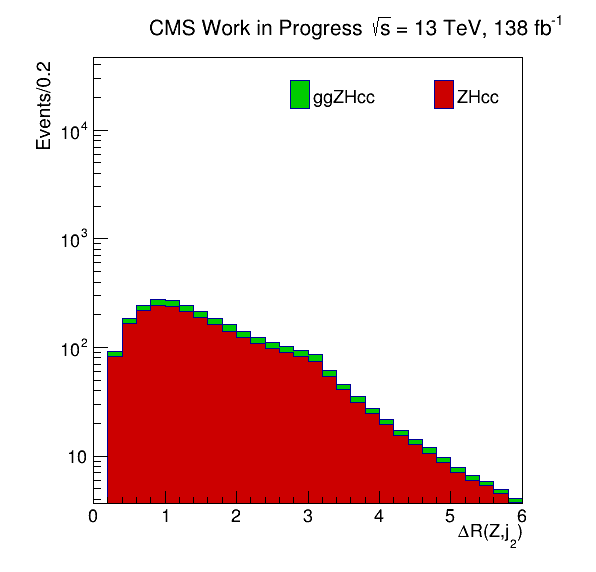 CMS Work in Progress √s = 13 TeV, 138 fb⁻¹
Events/0.2
ggZHcc ZHcc
10⁴
10³
10²
10
0 1 2 3 4 5 6
ΔR(Z,j₂)